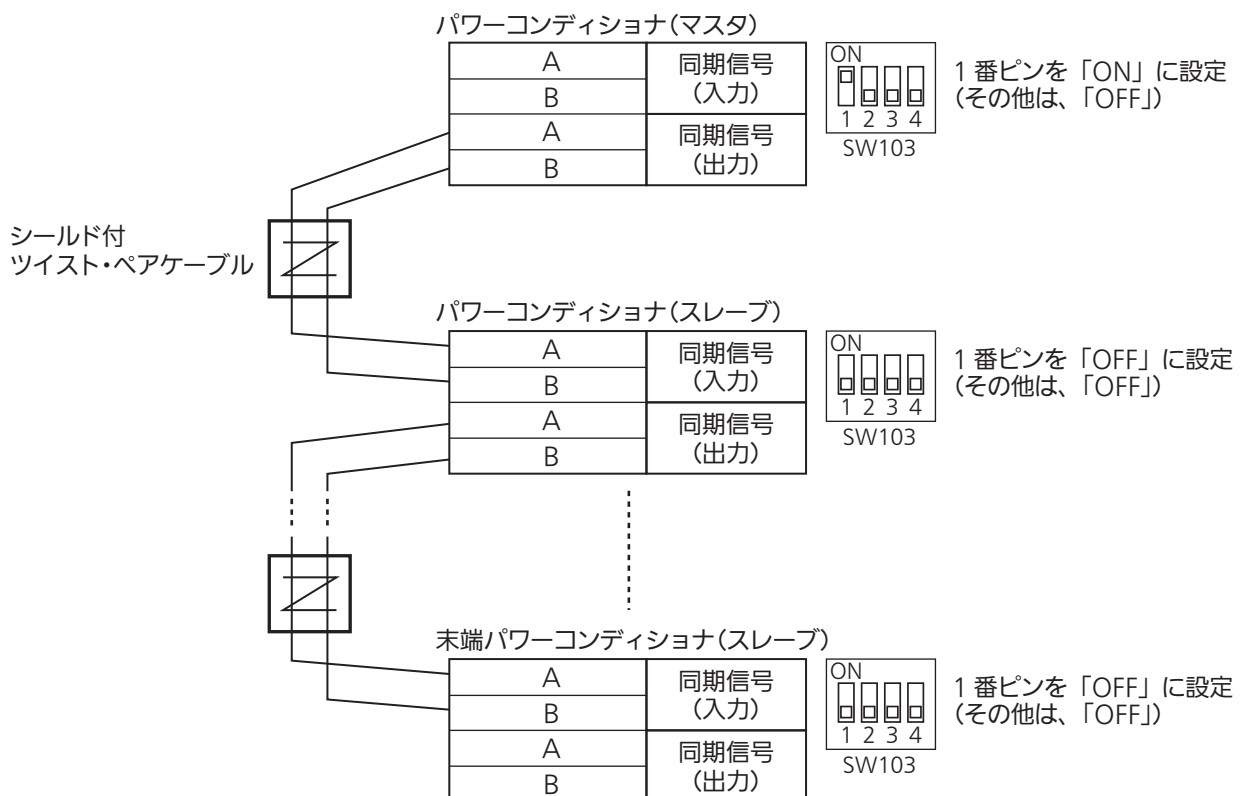 パワーコンディショナ（マスタ）
A
B
A
B
同期信号
（入力）
同期信号
（出力）
ON
1 2 3 4
SW103
1 番ピンを「ON」に設定
（その他は、「OFF」）
シールド付
ツイスト・ペアケーブル
パワーコンディショナ（スレーブ）
A
B
A
B
同期信号
（入力）
同期信号
（出力）
ON
1 2 3 4
SW103
1 番ピンを「OFF」に設定
（その他は、「OFF」）
末端パワーコンディショナ（スレーブ）
A
B
A
B
同期信号
（入力）
同期信号
（出力）
ON
1 2 3 4
SW103
1 番ピンを「OFF」に設定
（その他は、「OFF」）